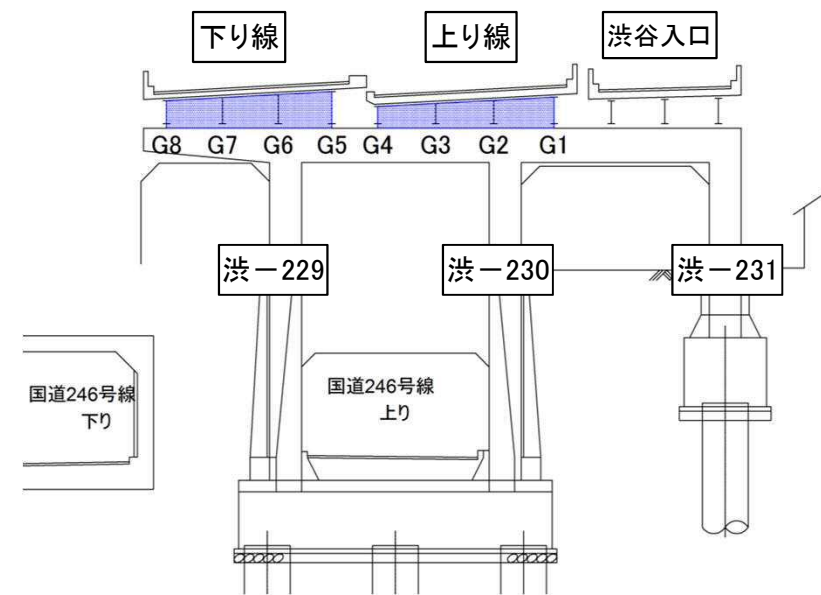 下り線
上り線
渋谷入口
G8
G7
G6
G5
G4
G3
G2
G1
渋－229
渋－230
渋－231
国道246号線
下り
国道246号線
上り